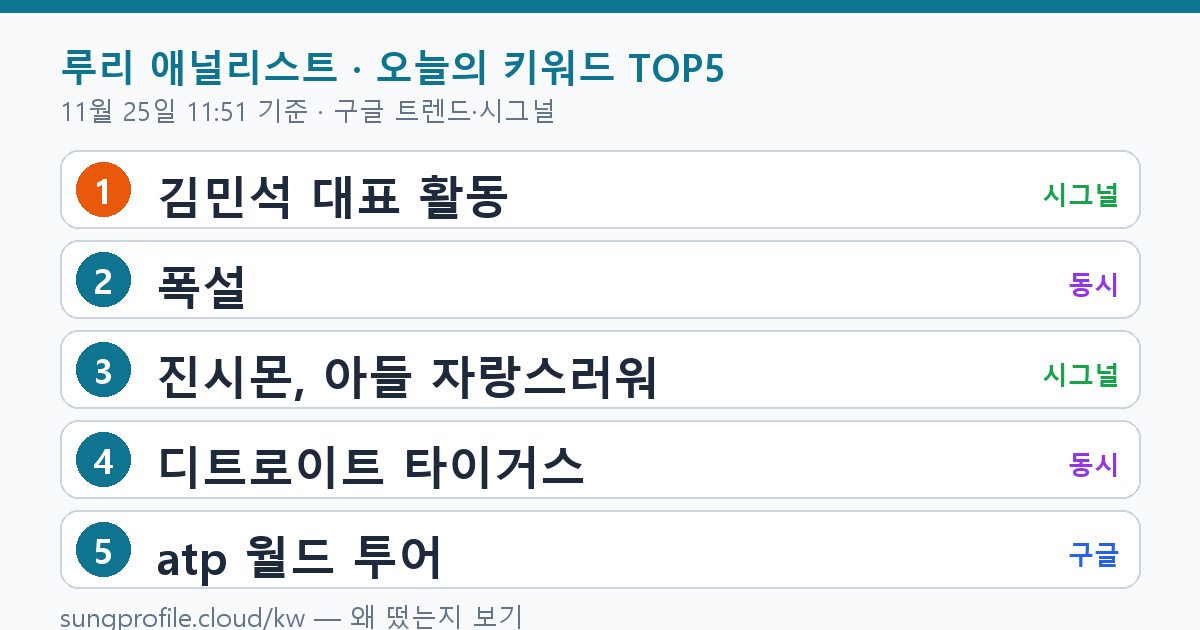 루리 애널리스트 · 오늘의 키워드 TOP5
11월 25일 11:51 기준 · 구글 트렌드·시그널
1 김민석 대표 활동 시그널
2 폭설 동시
3 진시몬, 아들 자랑스러워 시그널
4 디트로이트 타이거스 동시
5 atp 월드 투어 구글
sungprofile.cloud/kw — 왜 떴는지 보기